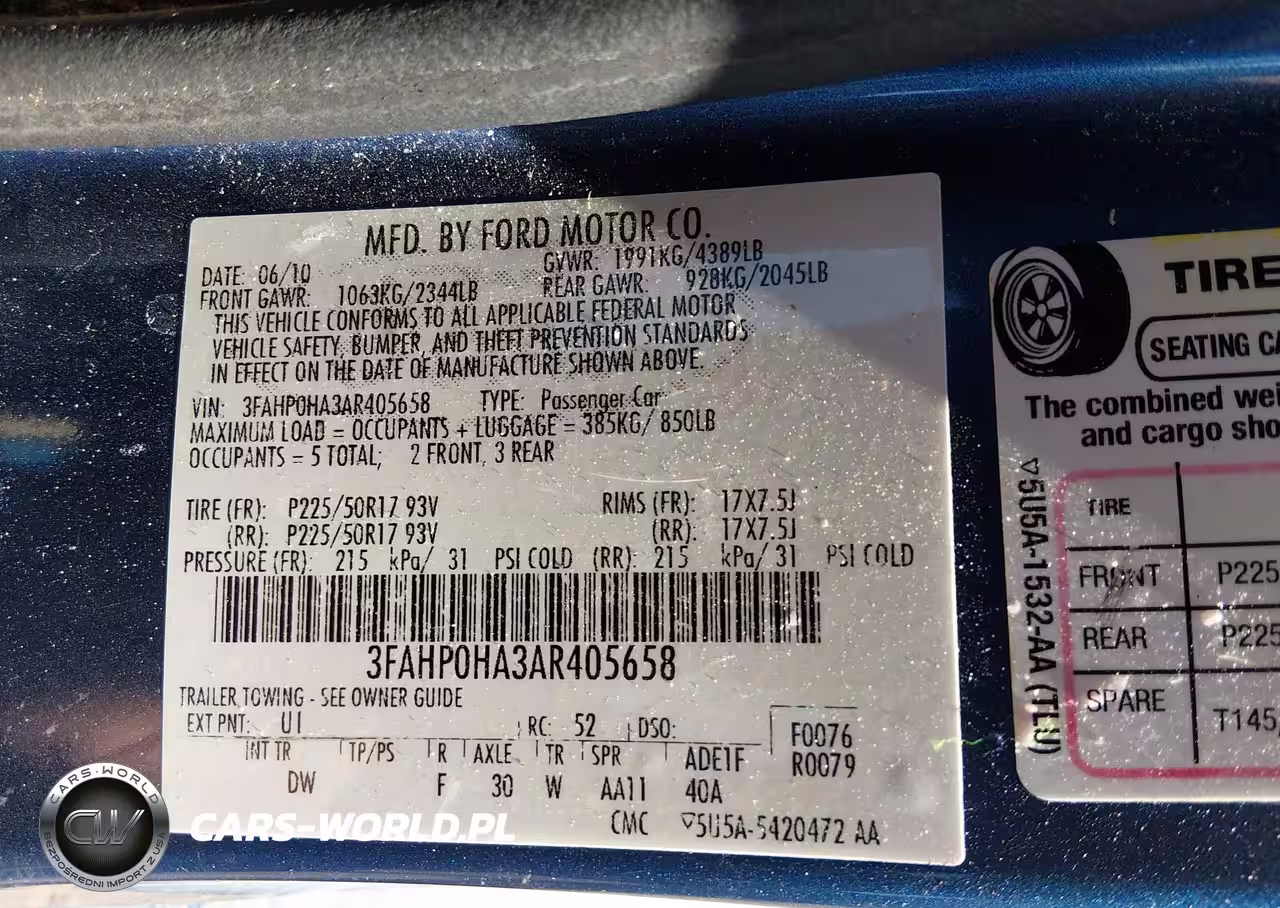 MFD. BY FORD MOTOR CO.
DATE: 06/10 GVWR: 1991KG/4389LB
FRONT GAWR: 1063KG/2344LB REAR GAWR: 928KG/2045LB
THIS VEHICLE CONFORMS TO ALL APPLICABLE FEDERAL MOTOR
VEHICLE SAFETY, BUMPER, AND THEFT PREVENTION STANDARDS
IN EFFECT ON THE DATE OF MANUFACTURE SHOWN ABOVE.
VIN: 3FAHP0HA3AR405658 TYPE: Passenger Car
MAXIMUM LOAD = OCCUPANTS + LUGGAGE = 385KG/ 850LB
OCCUPANTS = 5 TOTAL; 2 FRONT, 3 REAR
TIRE (FR): P225/50R17 93V RIMS (FR): 17X7.5J
(RR): P225/50R17 93V (RR): 17X7.5J
PRESSURE (FR): 215 kPa/ 31 PSI COLD (RR): 215 kPa/ 31 PSI COLD
3FAHP0HA3AR405658
TRAILER TOWING - SEE OWNER GUIDE
EXT PNT: UI RC: 52 DSO: F0076
R0079
INT TR TP/PS R AXLE TR SPR ADE1F
DW F 30 W AA11 40A
CMC ▽5U5A-5420472 AA
TIRE
SEATING CA
The combined wei
and cargo sho
▽5U5A-1532-AA (TLU)
TIRE
FRONT P225
REAR P225
SPARE T145/
CARS-WORLD
CW
BEZPOŚREDNI IMPORT Z USA
CARS-WORLD.PL